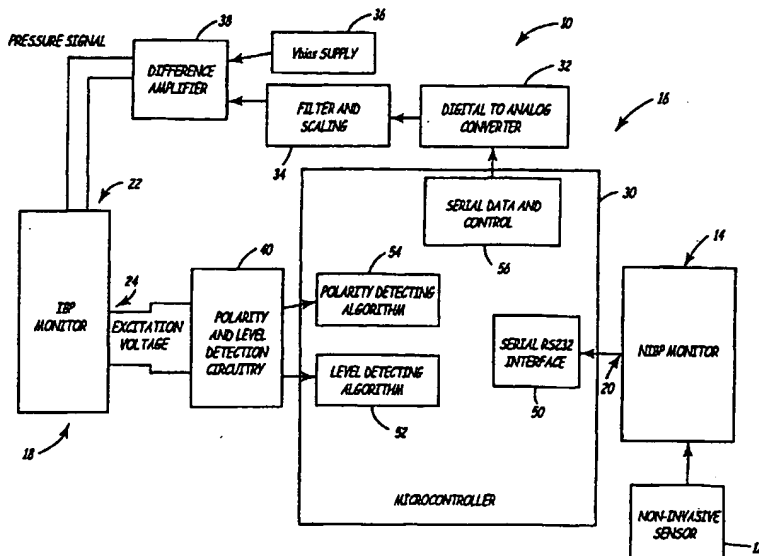 38
36
PRESSURE SIGNAL
DIFFERENCE
AMPLIFIER
Vbias SUPPLY
10
32
FILTER AND
SCALING
DIGITAL TO ANALOG
CONVERTER
16
34
22
30
SERIAL DATA AND
CONTROL
56
40
54
14
24
IBP
MONITOR
EXCITATION
VOLTAGE
POLARITY
AND LEVEL
DETECTION
CIRCUITRY
POLARITY DETECTING
ALGORITHM
SERIAL RS232
INTERFACE
NIBP MONITOR
LEVEL DETECTING
ALGORITHM
50
20
52
18
MICROCONTROLLER
NON-INVASIVE
SENSOR